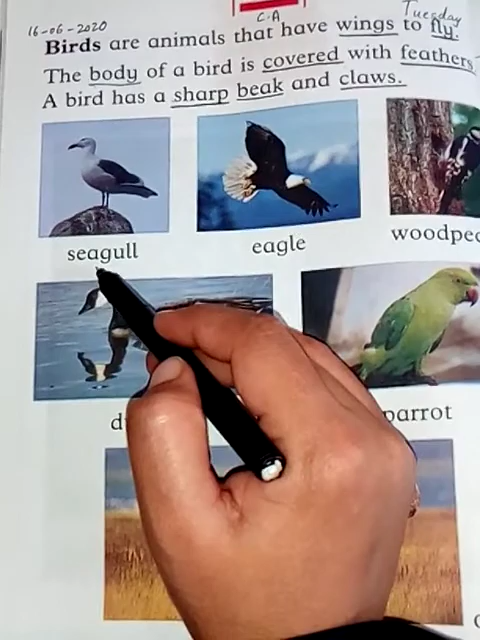 C.A
16-06-2020
Tuesday
Birds are animals that have wings to fly.
The body of a bird is covered with feathers.
A bird has a sharp beak and claws.
seagull
eagle
parrot